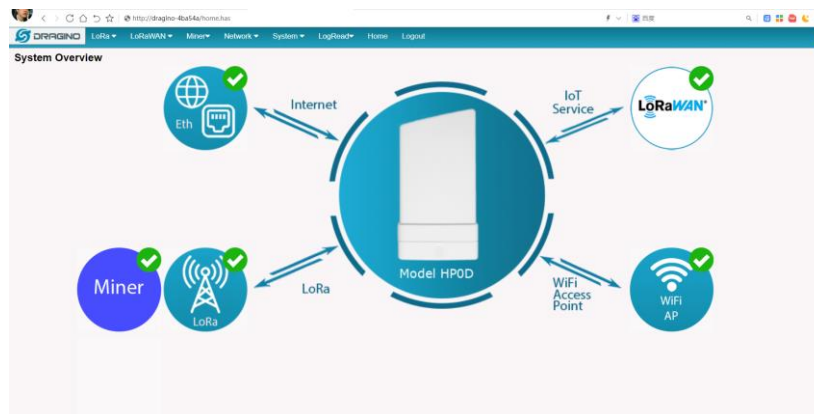 http://dragino-4ba54a/home.has
百度
DRAGINO LoRa LoRaWAN Miner Network System LogRead Home Logout
System Overview
Eth
Internet
IoT
Service
LoRaWAN
Model HP0D
Miner
LoRa
LoRa
WiFi
Access
Point
WiFi
AP